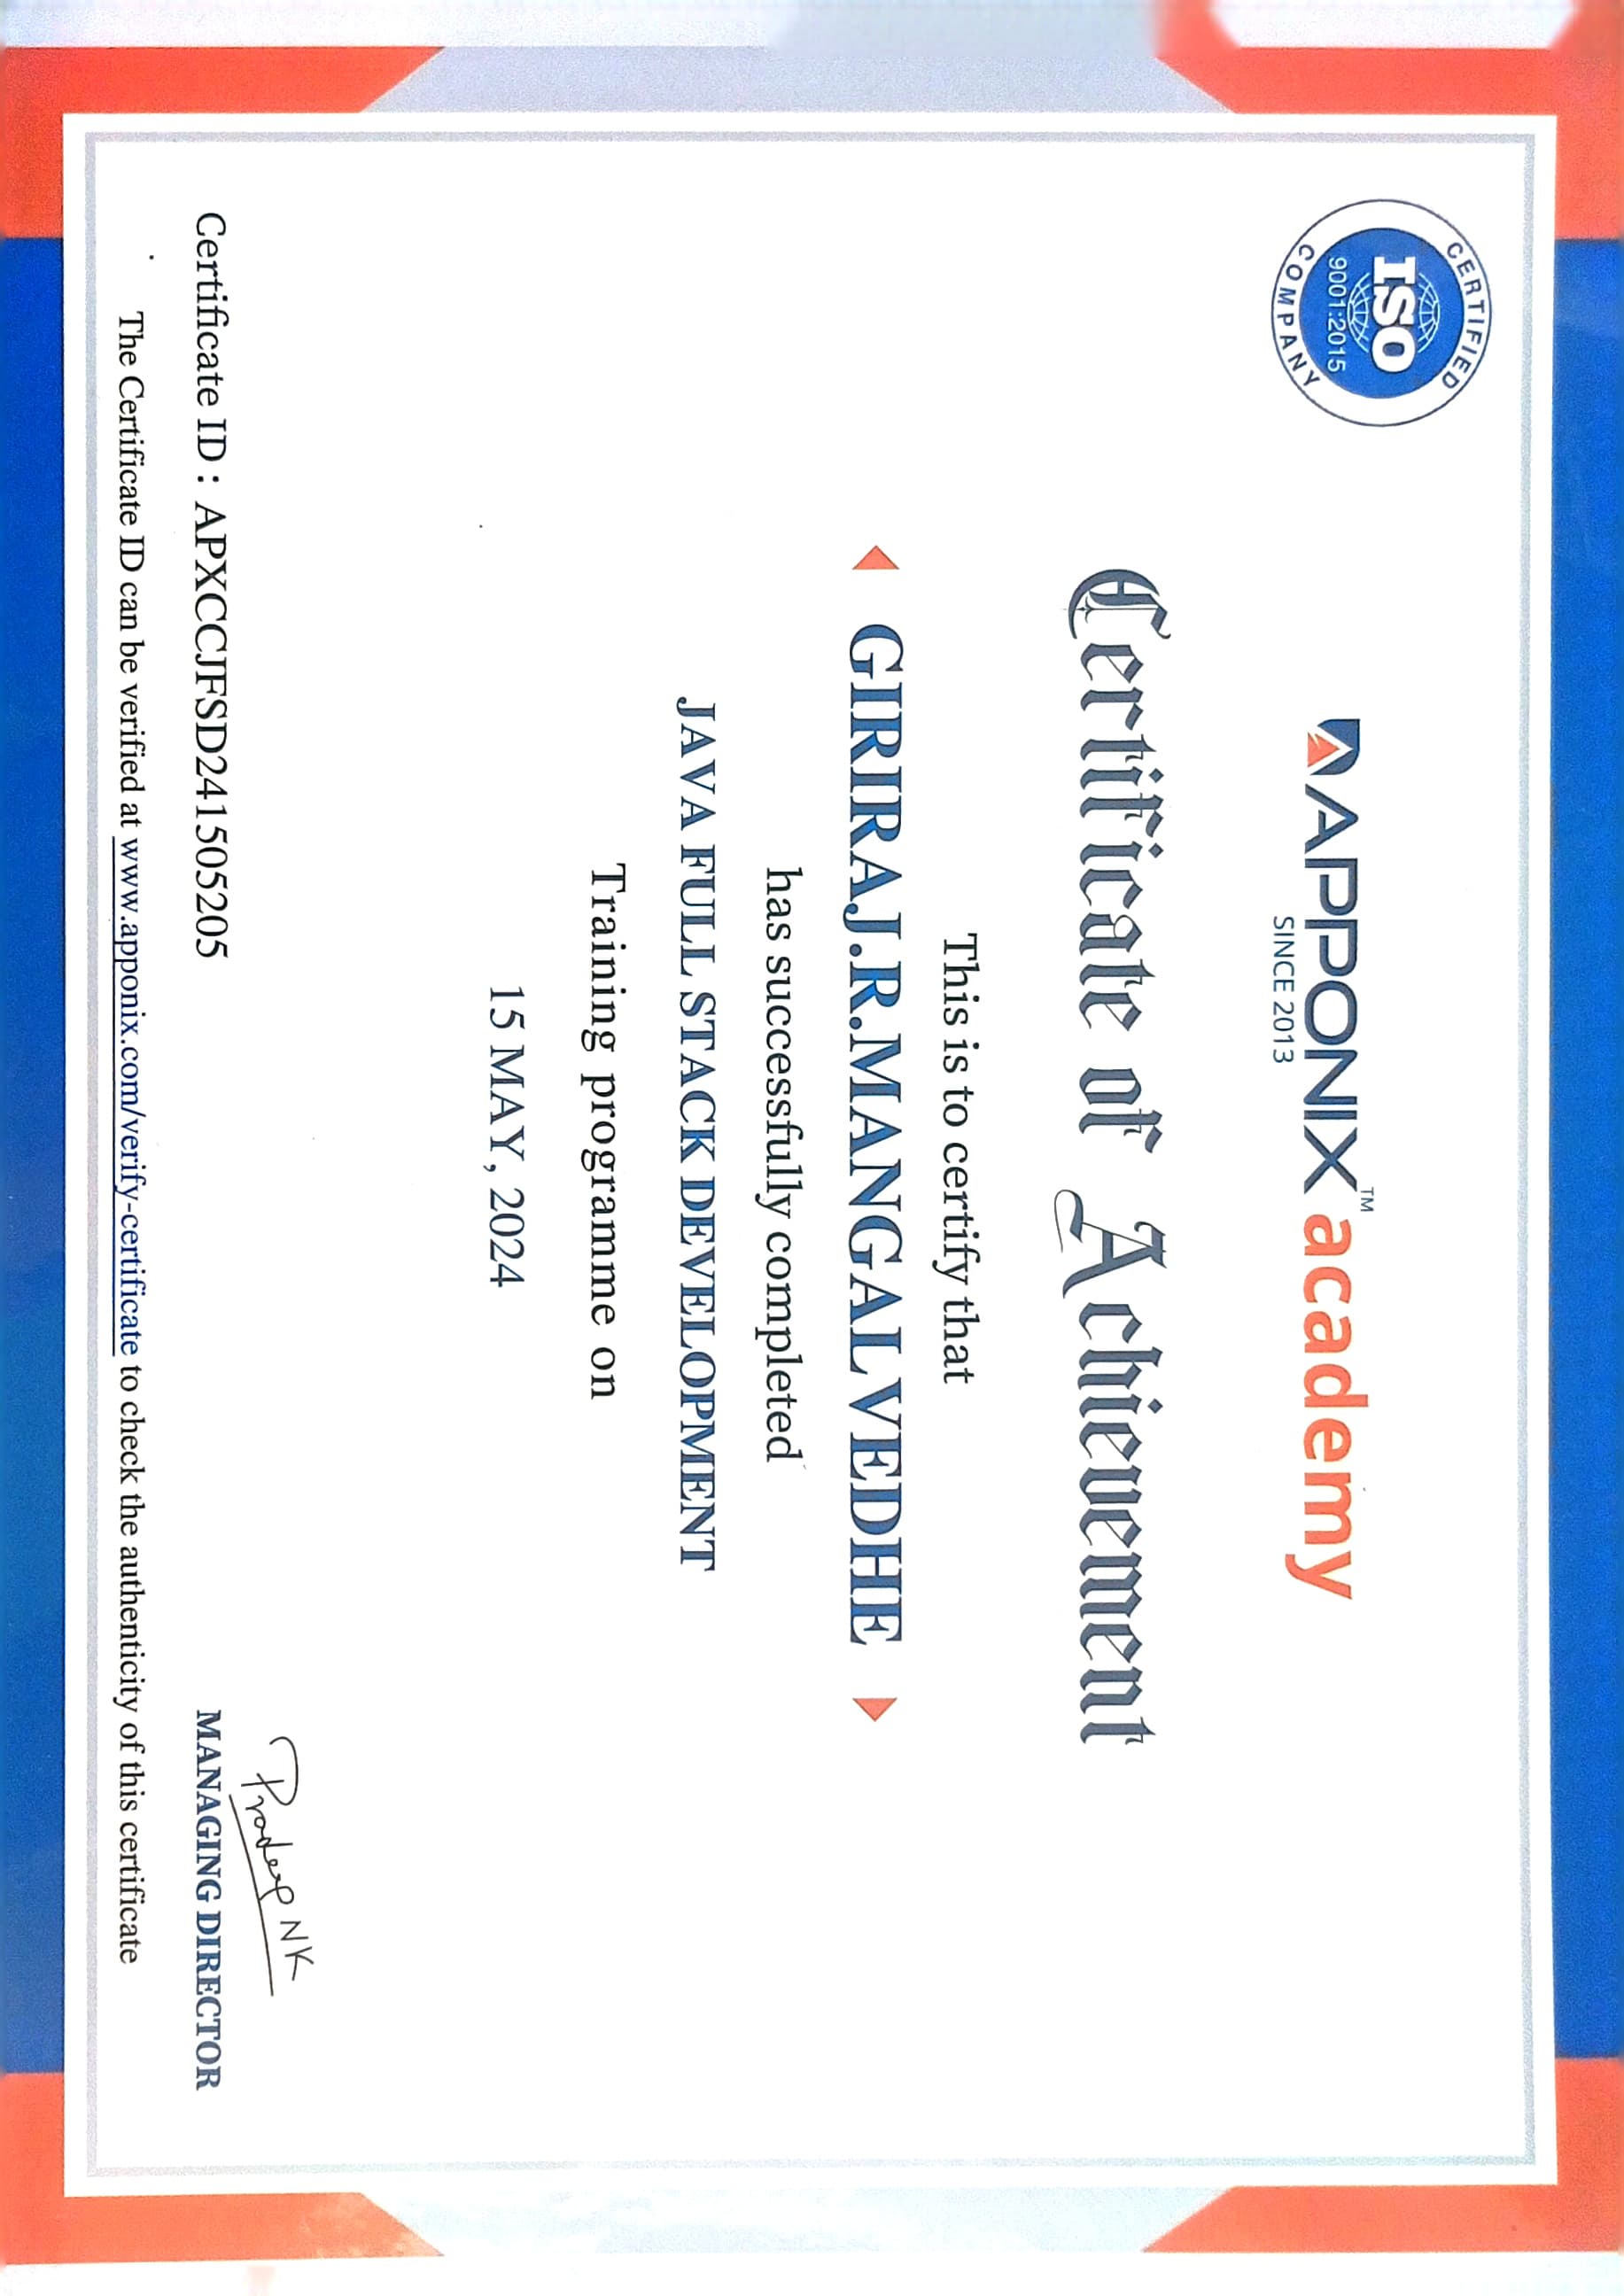 CERTIFIED
ISO
9001:2015
COMPANY
APPONIX™ academy
SINCE 2013
Certificate of Achievement
This is to certify that
GIRIRAJ.R.MANGALVEDHE
has successfully completed
JAVA FULL STACK DEVELOPMENT
Training programme on
15 MAY, 2024
Pradeep NK
Certificate ID : APXCCJFSD241505205
MANAGING DIRECTOR
The Certificate ID can be verified at www.apponix.com/verify-certificate to check the authenticity of this certificate